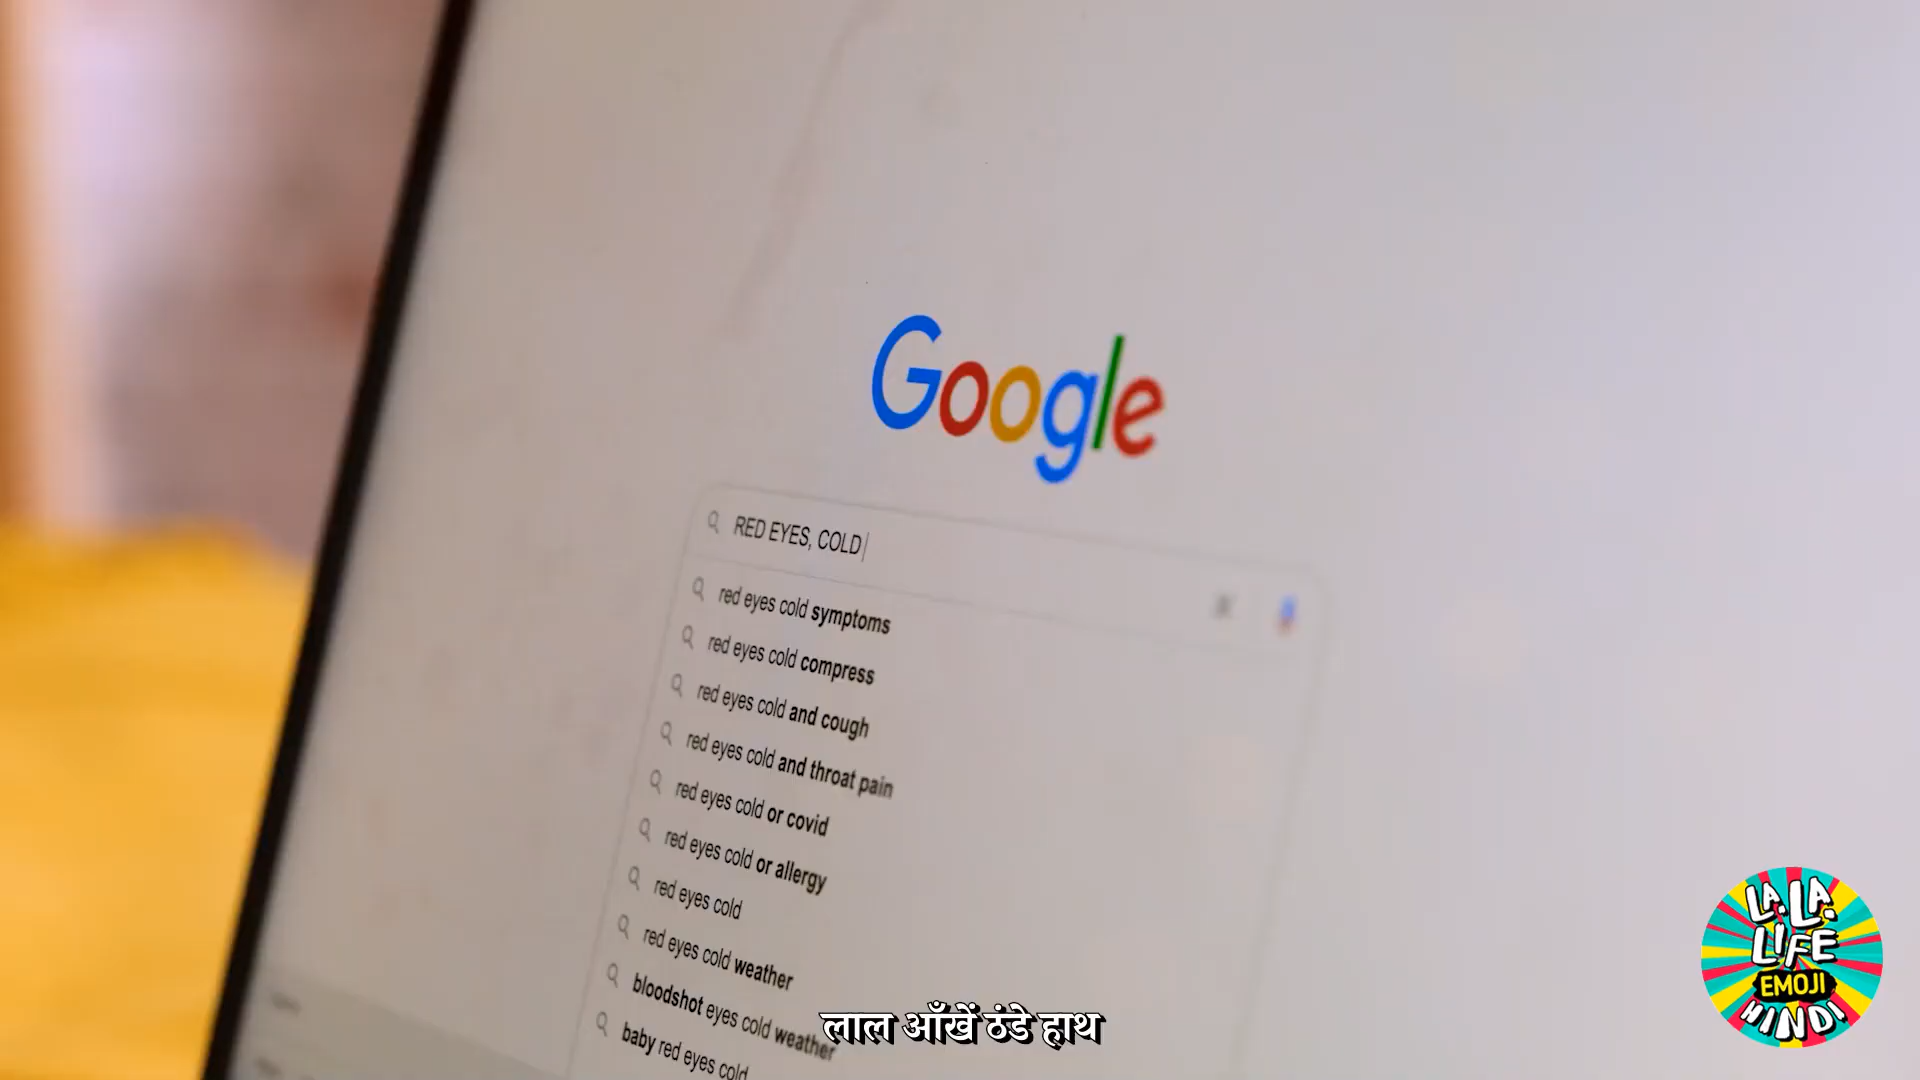 Google
RED EYES, COLD
red eyes cold symptoms
red eyes cold compress
red eyes cold and cough
red eyes cold and throat pain
red eyes cold or covid
red eyes cold or allergy
red eyes cold
red eyes cold weather
bloodshot eyes cold weather
baby red eyes cold
लाल आँखें ठंडे हाथ
LA.LA.
LIFE
EMOJI
HINDI